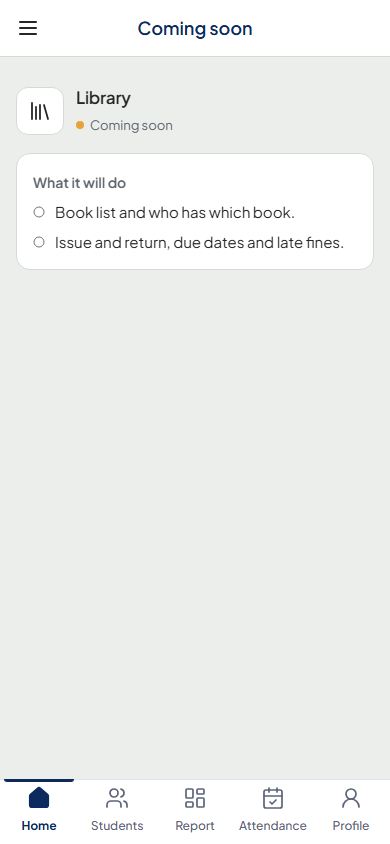 Coming soon
Library
Coming soon
What it will do
Book list and who has which book.
Issue and return, due dates and late fines.
Home
Students
Report
Attendance
Profile